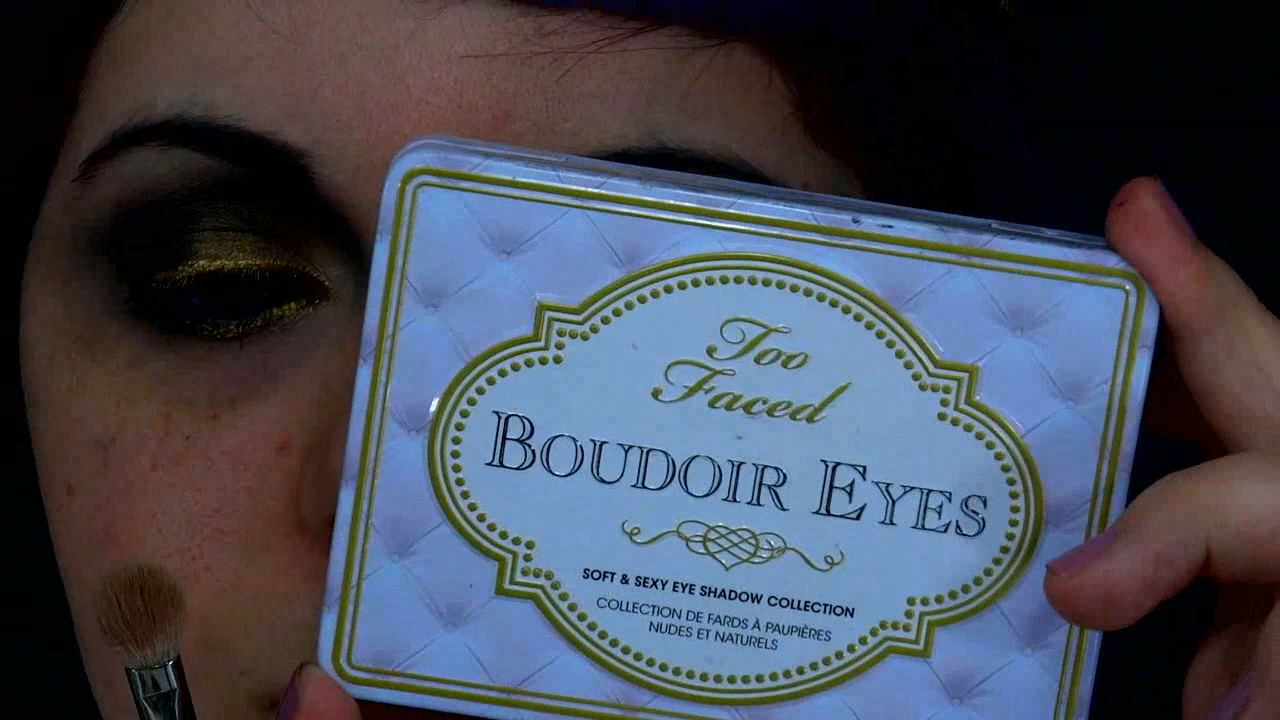 Too
Faced
BOUDOIR EYES
SOFT & SEXY EYE SHADOW COLLECTION
COLLECTION DE FARDS À PAUPIÈRES
NUDES ET NATURELS